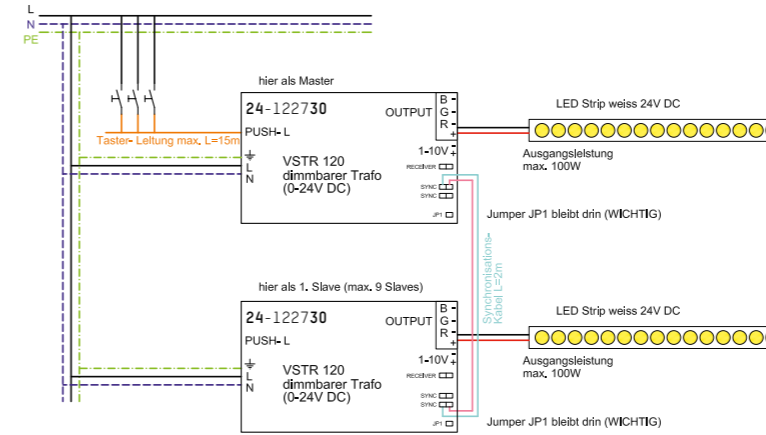 L
N
PE
hier als Master
24-122730
OUTPUT
B -
G -
R -
+
PUSH-L
Taster-Leitung max. L=15m
L
N
VSTR 120
dimmbarer Trafo
(0-24V DC)
1-10V
-
+
RECEIVER
SYNC
SYNC
JP1
LED Strip weiss 24V DC
Ausgangsleistung
max. 100W
Jumper JP1 bleibt drin (WICHTIG)
Synchronisations-
Kabel L=2m
hier als 1. Slave (max. 9 Slaves)
24-122730
OUTPUT
B -
G -
R -
+
PUSH-L
L
N
VSTR 120
dimmbarer Trafo
(0-24V DC)
1-10V
-
+
RECEIVER
SYNC
SYNC
JP1
LED Strip weiss 24V DC
Ausgangsleistung
max. 100W
Jumper JP1 bleibt drin (WICHTIG)